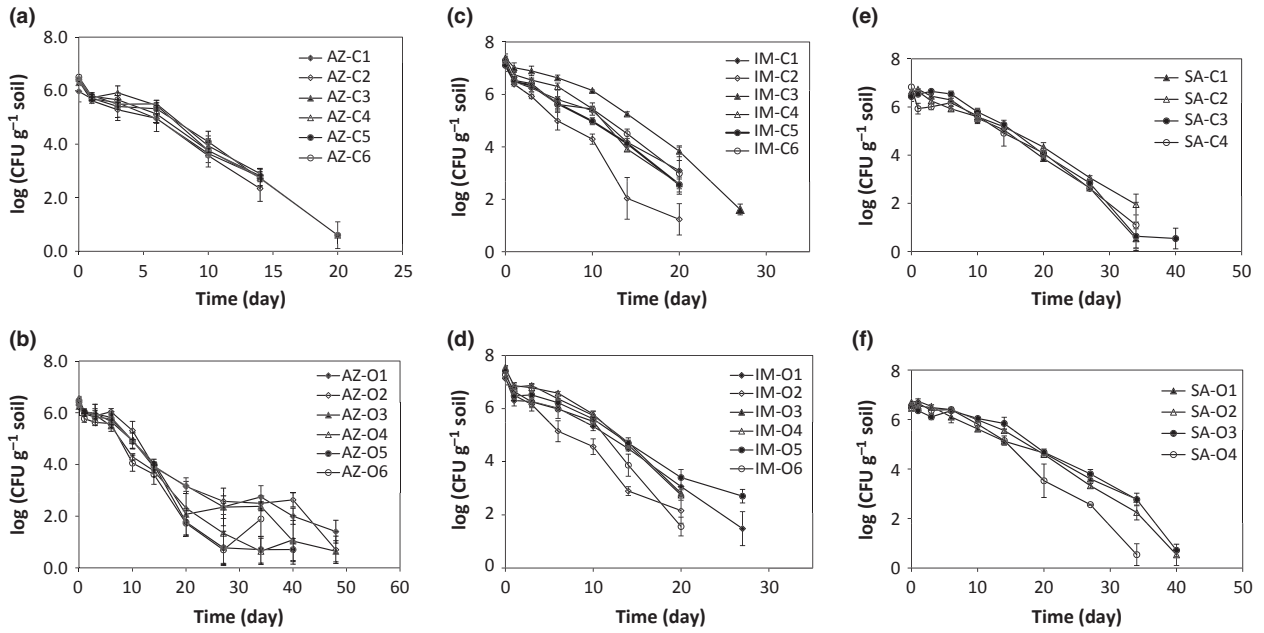 (a)
log (CFU g⁻¹ soil)
8.0
6.0
4.0
2.0
0.0
0 5 10 15 20 25
Time (day)
AZ-C1
AZ-C2
AZ-C3
AZ-C4
AZ-C5
AZ-C6
(c)
log (CFU g⁻¹ soil)
8
6
4
2
0
0 10 20 30
Time (day)
IM-C1
IM-C2
IM-C3
IM-C4
IM-C5
IM-C6
(e)
log (CFU g⁻¹ soil)
8
6
4
2
0
0 10 20 30 40 50
Time (day)
SA-C1
SA-C2
SA-C3
SA-C4
(b)
log (CFU g⁻¹ soil)
8.0
6.0
4.0
2.0
0.0
0 10 20 30 40 50 60
Time (day)
AZ-O1
AZ-O2
AZ-O3
AZ-O4
AZ-O5
AZ-O6
(d)
log (CFU g⁻¹ soil)
8
6
4
2
0
0 10 20 30
Time (day)
IM-O1
IM-O2
IM-O3
IM-O4
IM-O5
IM-O6
(f)
log (CFU g⁻¹ soil)
8
6
4
2
0
0 10 20 30 40 50
Time (day)
SA-O1
SA-O2
SA-O3
SA-O4